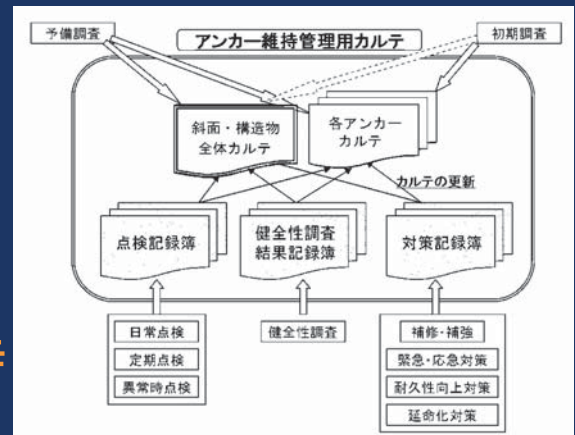 予備調査
アンカー維持管理用カルテ
初期調査
斜面・構造物
全体カルテ
各アンカー
カルテ
カルテの更新
点検記録簿
健全性調査
結果記録簿
対策記録簿
日常点検
定期点検
異常時点検
健全性調査
補修・補強
緊急・応急対策
耐久性向上対策
延命化対策